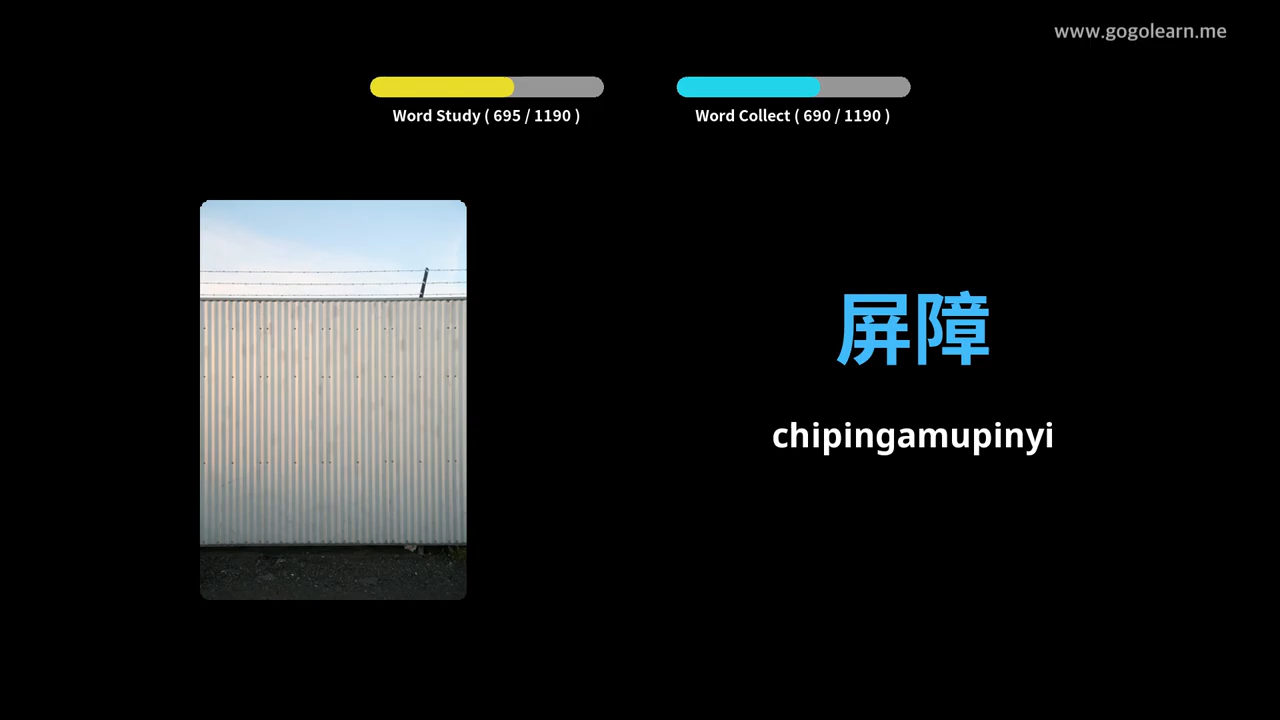 www.gogolearn.me
Word Study ( 695 / 1190 )
Word Collect ( 690 / 1190 )
屏障
chipingamupinyi